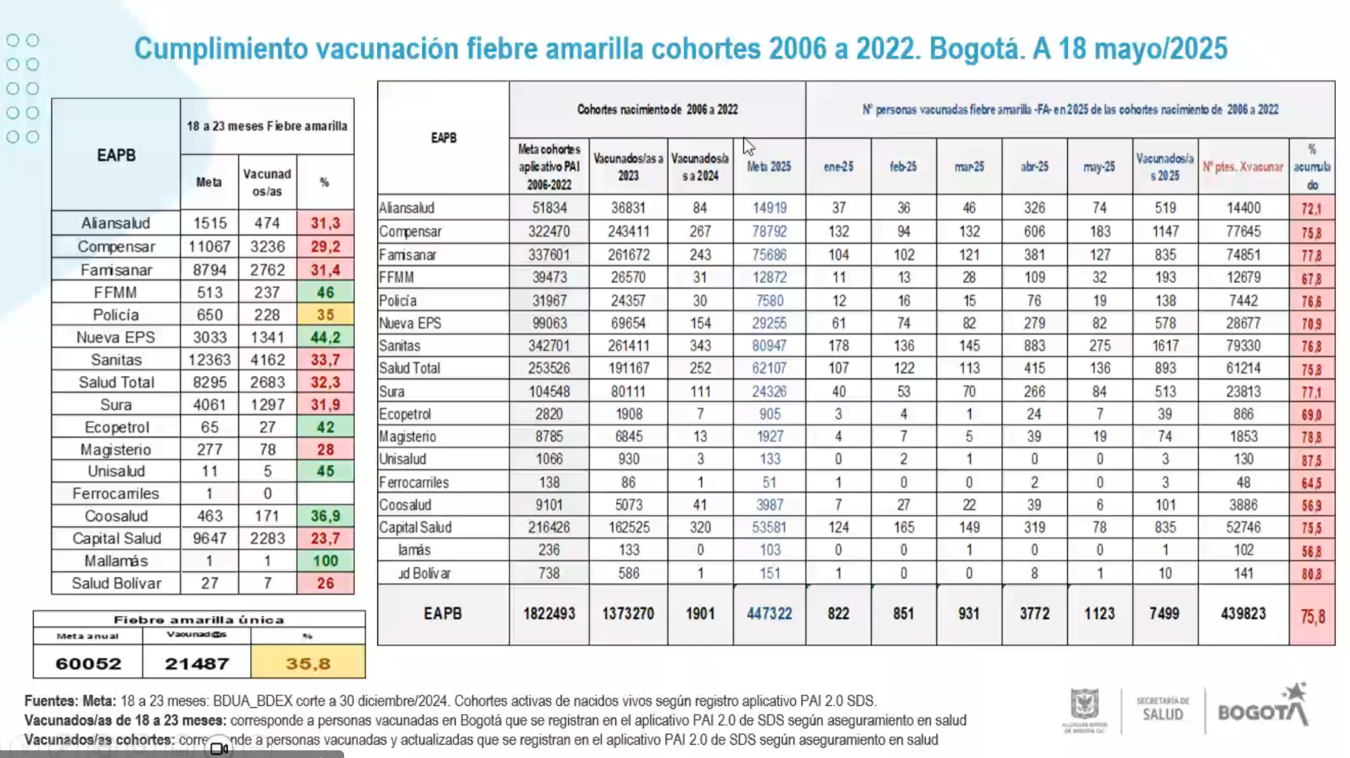 Cumplimiento vacunación fiebre amarilla cohortes 2006 a 2022. Bogotá. A 18 mayo/2025
EAPB 18 a 23 meses Fiebre amarilla
Meta Vacunados/as %
Aliansalud 1515 474 31,3
Compensar 11067 3236 29,2
Famisanar 8794 2762 31,4
FFMM 513 237 46
Policía 650 228 35
Nueva EPS 3033 1341 44,2
Sanitas 12363 4162 33,7
Salud Total 8295 2683 32,3
Sura 4061 1297 31,9
Ecopetrol 65 27 42
Magisterio 277 78 28
Unisalud 11 5 45
Ferrocarriles 1 0
Coosalud 463 171 36,9
Capital Salud 9647 2283 23,7
Mallamás 1 1 100
Salud Bolívar 27 7 26
Fiebre amarilla única
Meta anual Vacunad@s %
60052 21487 35,8
EAPB Cohortes nacimiento de 2006 a 2022 N° personas vacunadas fiebre amarilla -FA- en 2025 de las cohortes nacimiento de 2006 a 2022
Meta cohortes aplicativo PAI 2006-2022 Vacunados/as a 2023 Vacunados/as a 2024 Meta 2025 ene-25 feb-25 mar-25 abr-25 may-25 Vacunados/as 2025 N° ptes. Xvacunar % acumulado
Aliansalud 51834 36831 84 14919 37 36 46 326 74 519 14400 72,1
Compensar 322470 243411 267 78792 132 94 132 606 183 1147 77645 75,8
Famisanar 337601 261672 243 75686 104 102 121 381 127 835 74851 77,8
FFMM 39473 26570 31 12872 11 13 28 109 32 193 12679 67,8
Policía 31967 24357 30 7580 12 16 15 76 19 138 7442 76,6
Nueva EPS 99063 69654 154 29255 61 74 82 279 82 578 28677 70,9
Sanitas 342701 261411 343 80947 178 136 145 883 275 1617 79330 76,8
Salud Total 253526 191167 252 62107 107 122 113 415 136 893 61214 75,8
Sura 104548 80111 111 24326 40 53 70 266 84 513 23813 77,1
Ecopetrol 2820 1908 7 905 3 4 1 24 7 39 866 69,0
Magisterio 8785 6845 13 1927 4 7 5 39 19 74 1853 78,8
Unisalud 1066 930 3 133 0 2 1 0 0 3 130 87,5
Ferrocarriles 138 86 1 51 1 0 0 2 0 3 48 64,5
Coosalud 9101 5073 41 3987 7 27 22 39 6 101 3886 56,9
Capital Salud 216426 162525 320 53581 124 165 149 319 78 835 52746 75,5
lamás 236 133 0 103 0 0 1 0 0 1 102 56,8
ud Bolívar 738 586 1 151 1 0 0 8 1 10 141 80,8
EAPB 1822493 1373270 1901 447322 822 851 931 3772 1123 7499 439823 75,8
Fuentes: Meta: 18 a 23 meses: BDUA_BDEX corte a 30 diciembre/2024. Cohortes activas de nacidos vivos según registro aplicativo PAI 2.0 SDS.
Vacunados/as de 18 a 23 meses: corresponde a personas vacunadas en Bogotá que se registran en el aplicativo PAI 2.0 de SDS según aseguramiento en salud
Vacunados/as cohortes: corre nde a personas vacunadas y actualizadas que se registran en el aplicativo PAI 2.0 de SDS según aseguramiento en salud
ALCALDÍA MAYOR
DE BOGOTÁ D.C.
SECRETARÍA DE
SALUD
BOGOTÁ